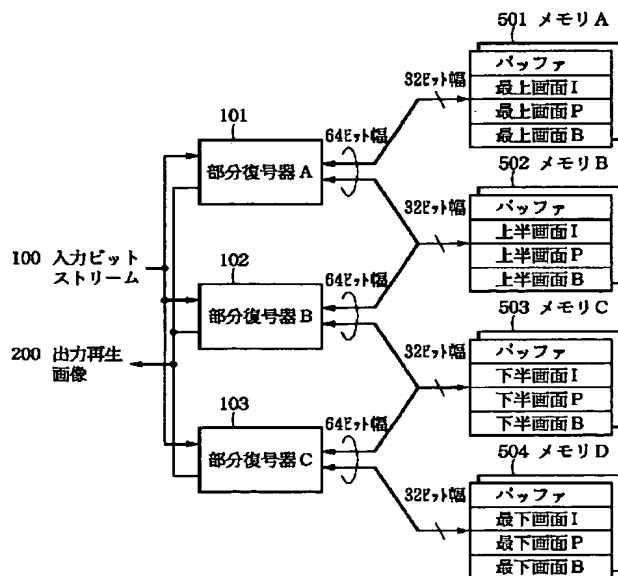 501 メモリA
バッファ
最上画面I
最上画面P
最上画面B
32ビット幅
101
64ビット幅
部分復号器A
502 メモリB
バッファ
上半画面I
上半画面P
上半画面B
32ビット幅
100 入力ビット
ストリーム
102
64ビット幅
部分復号器B
503 メモリC
バッファ
下半画面I
下半画面P
下半画面B
32ビット幅
200 出力再生
画像
103
64ビット幅
部分復号器C
504 メモリD
バッファ
最下画面I
最下画面P
最下画面B
32ビット幅